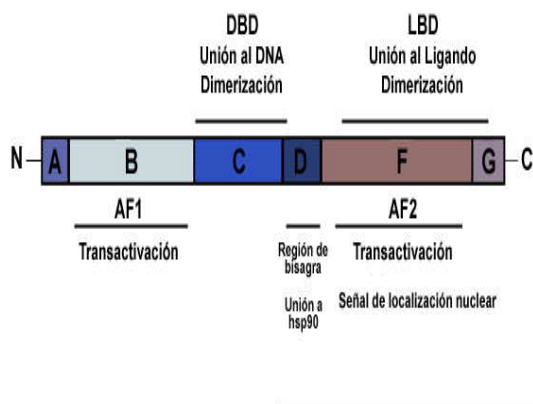 DBD
Unión al DNA
Dimerización
LBD
Unión al Ligando
Dimerización
N A B C D F G C
AF1
Transactivación
Región de
bisagra
Unión a
hsp90
AF2
Transactivación
Señal de localización nuclear